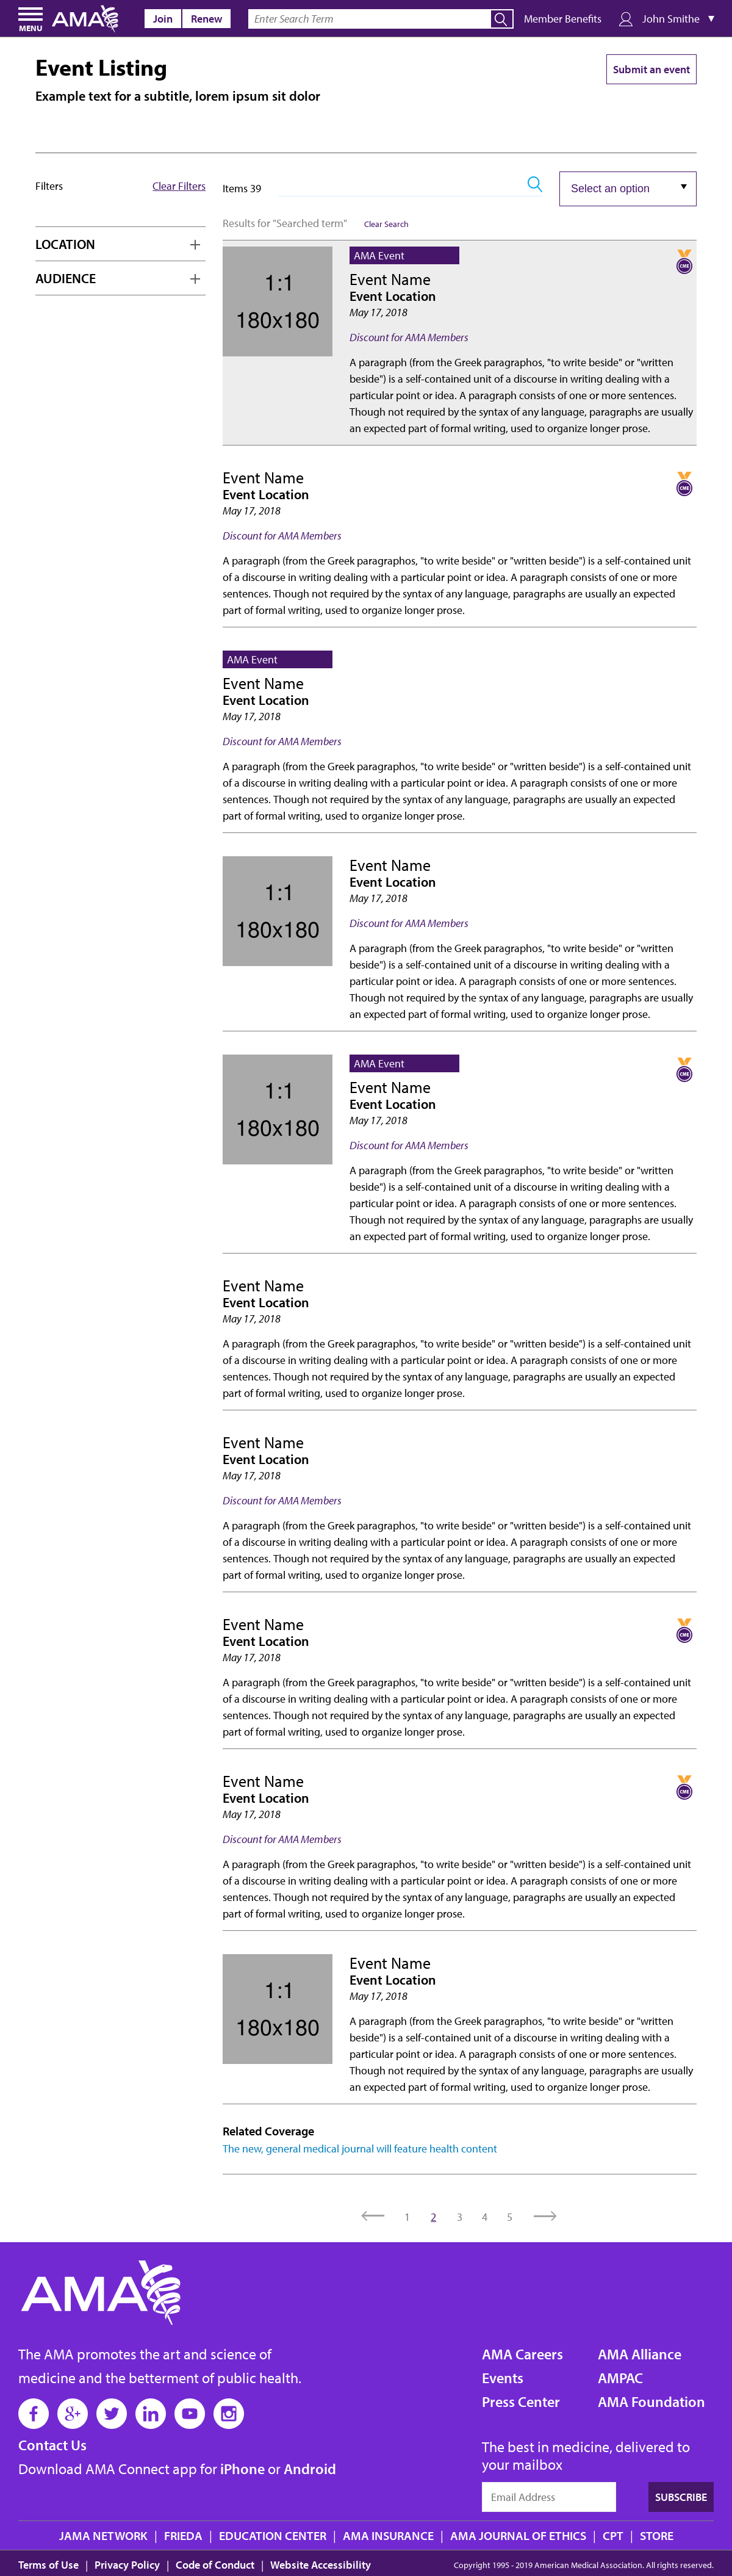 MENU
AMA
Join
Renew
Enter Search Term
Member Benefits
John Smithe
Event Listing
Submit an event
Example text for a subtitle, lorem ipsum sit dolor
Filters
Clear Filters
LOCATION
AUDIENCE
Items 39
Select an option
Results for "Searched term"
Clear Search
1:1
180x180
AMA Event
CME
Event Name
Event Location
May 17, 2018
Discount for AMA Members
A paragraph (from the Greek paragraphos, "to write beside" or "written
beside") is a self-contained unit of a discourse in writing dealing with a
particular point or idea. A paragraph consists of one or more sentences.
Though not required by the syntax of any language, paragraphs are usually
an expected part of formal writing, used to organize longer prose.
Event Name
CME
Event Location
May 17, 2018
Discount for AMA Members
A paragraph (from the Greek paragraphos, "to write beside" or "written beside") is a self-contained unit
of a discourse in writing dealing with a particular point or idea. A paragraph consists of one or more
sentences. Though not required by the syntax of any language, paragraphs are usually an expected
part of formal writing, used to organize longer prose.
AMA Event
Event Name
Event Location
May 17, 2018
Discount for AMA Members
A paragraph (from the Greek paragraphos, "to write beside" or "written beside") is a self-contained unit
of a discourse in writing dealing with a particular point or idea. A paragraph consists of one or more
sentences. Though not required by the syntax of any language, paragraphs are usually an expected
part of formal writing, used to organize longer prose.
1:1
180x180
Event Name
Event Location
May 17, 2018
Discount for AMA Members
A paragraph (from the Greek paragraphos, "to write beside" or "written
beside") is a self-contained unit of a discourse in writing dealing with a
particular point or idea. A paragraph consists of one or more sentences.
Though not required by the syntax of any language, paragraphs are usually
an expected part of formal writing, used to organize longer prose.
1:1
180x180
AMA Event
CME
Event Name
Event Location
May 17, 2018
Discount for AMA Members
A paragraph (from the Greek paragraphos, "to write beside" or "written
beside") is a self-contained unit of a discourse in writing dealing with a
particular point or idea. A paragraph consists of one or more sentences.
Though not required by the syntax of any language, paragraphs are usually
an expected part of formal writing, used to organize longer prose.
Event Name
Event Location
May 17, 2018
A paragraph (from the Greek paragraphos, "to write beside" or "written beside") is a self-contained unit
of a discourse in writing dealing with a particular point or idea. A paragraph consists of one or more
sentences. Though not required by the syntax of any language, paragraphs are usually an expected
part of formal writing, used to organize longer prose.
Event Name
Event Location
May 17, 2018
Discount for AMA Members
A paragraph (from the Greek paragraphos, "to write beside" or "written beside") is a self-contained unit
of a discourse in writing dealing with a particular point or idea. A paragraph consists of one or more
sentences. Though not required by the syntax of any language, paragraphs are usually an expected
part of formal writing, used to organize longer prose.
Event Name
CME
Event Location
May 17, 2018
A paragraph (from the Greek paragraphos, "to write beside" or "written beside") is a self-contained unit
of a discourse in writing dealing with a particular point or idea. A paragraph consists of one or more
sentences. Though not required by the syntax of any language, paragraphs are usually an expected
part of formal writing, used to organize longer prose.
Event Name
CME
Event Location
May 17, 2018
Discount for AMA Members
A paragraph (from the Greek paragraphos, "to write beside" or "written beside") is a self-contained unit
of a discourse in writing dealing with a particular point or idea. A paragraph consists of one or more
sentences. Though not required by the syntax of any language, paragraphs are usually an expected
part of formal writing, used to organize longer prose.
1:1
180x180
Event Name
Event Location
May 17, 2018
A paragraph (from the Greek paragraphos, "to write beside" or "written
beside") is a self-contained unit of a discourse in writing dealing with a
particular point or idea. A paragraph consists of one or more sentences.
Though not required by the syntax of any language, paragraphs are usually
an expected part of formal writing, used to organize longer prose.
Related Coverage
The new, general medical journal will feature health content
1 2 3 4 5
AMA
The AMA promotes the art and science of
medicine and the betterment of public health.
Contact Us
Download AMA Connect app for iPhone or Android
AMA Careers
Events
Press Center
AMA Alliance
AMPAC
AMA Foundation
The best in medicine, delivered to
your mailbox
Email Address
SUBSCRIBE
JAMA NETWORK | FRIEDA | EDUCATION CENTER | AMA INSURANCE | AMA JOURNAL OF ETHICS | CPT | STORE
Terms of Use | Privacy Policy | Code of Conduct | Website Accessibility
Copyright 1995 - 2019 American Medical Association. All rights reserved.